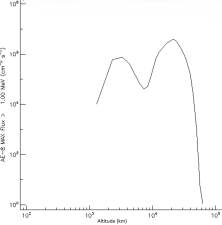 10⁸
10⁶
10⁴
10²
10⁰
AE-8 MAX Flux > 1.00 MeV (cm⁻² s⁻¹)
10² 10³ 10⁴ 10⁵
Altitude (km)